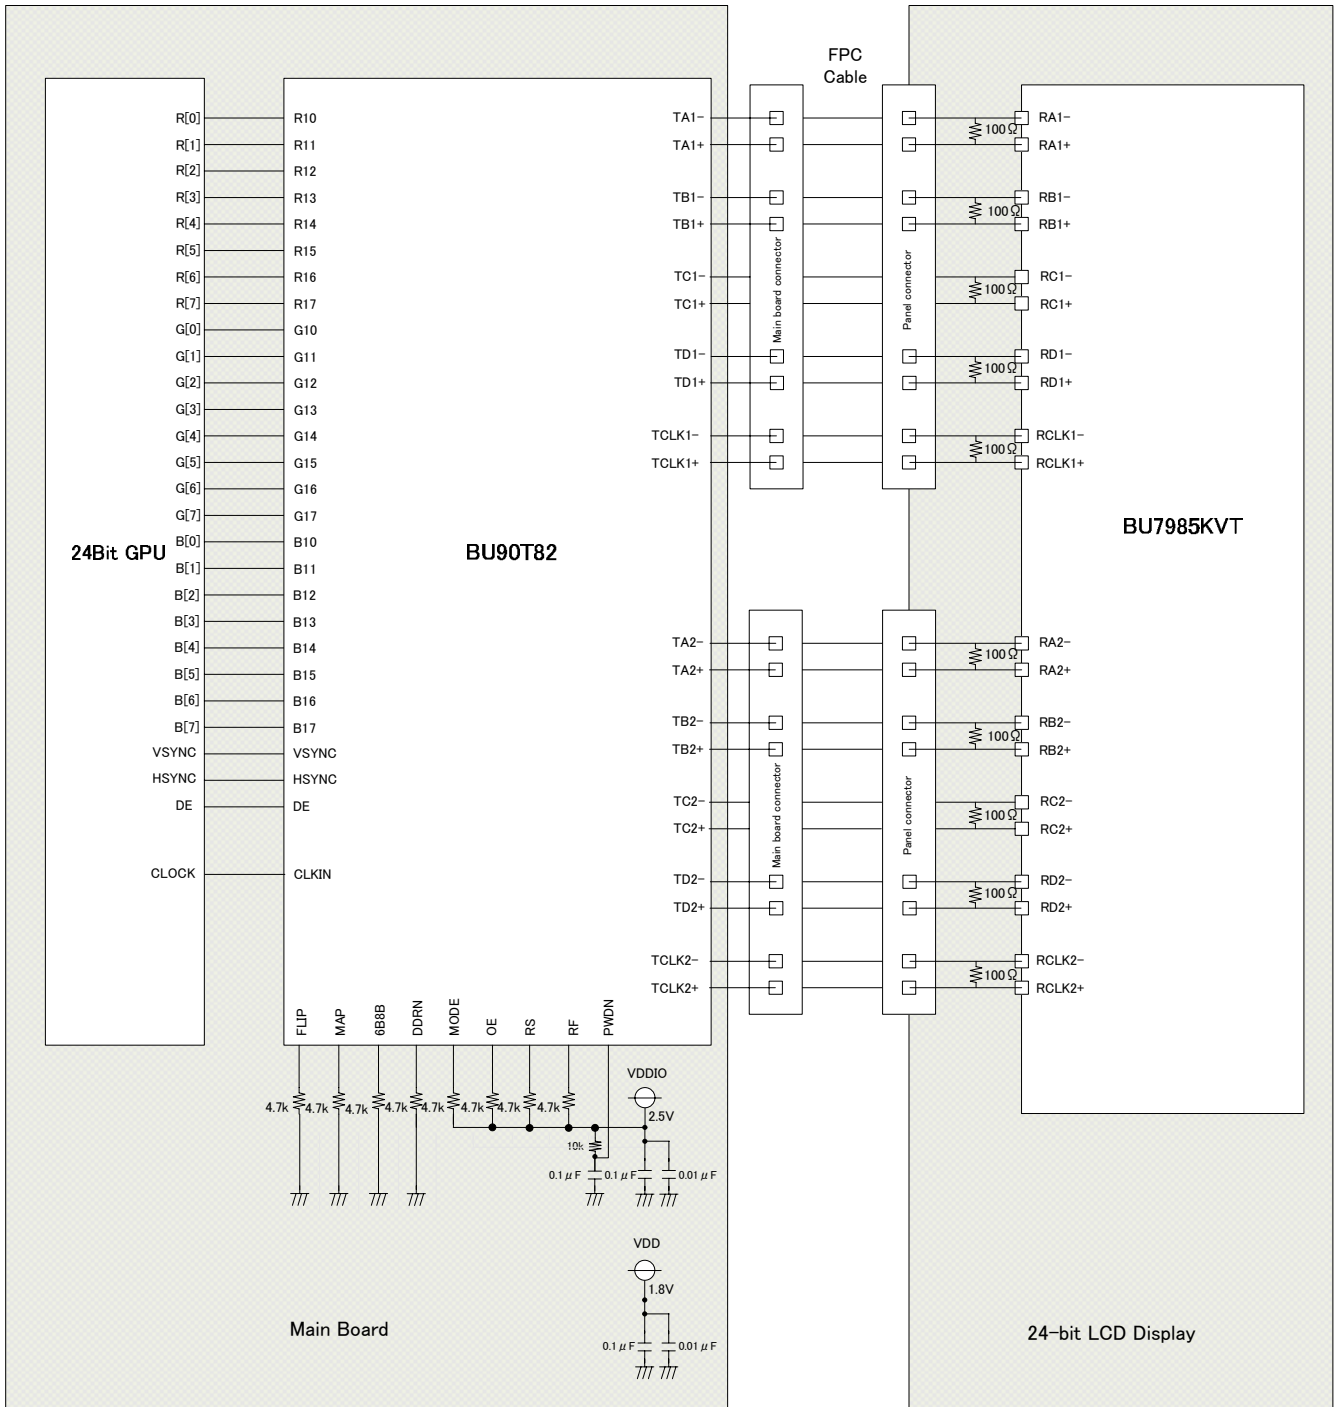 FPC
Cable
R[0] R10 TA1- RA1-
100Ω
R[1] R11 TA1+ RA1+
R[2] R12
R[3] R13 TB1- RB1-
100Ω
R[4] R14 TB1+ RB1+
R[5] R15
R[6] R16 TC1- RC1-
100Ω
R[7] R17 TC1+ RC1+
Main board connector
Panel connector
G[0] G10
G[1] G11 TD1- RD1-
100Ω
G[2] G12 TD1+ RD1+
G[3] G13
G[4] G14 TCLK1- RCLK1-
100Ω
G[5] G15 TCLK1+ RCLK1+
G[6] G16
G[7] G17
BU7985KVT
B[0] B10
24Bit GPU BU90T82
B[1] B11
B[2] B12
B[3] B13
B[4] B14 TA2- RA2-
100Ω
B[5] B15 TA2+ RA2+
B[6] B16
B[7] B17 TB2- RB2-
100Ω
VSYNC VSYNC TB2+ RB2+
HSYNC HSYNC
DE DE TC2- RC2-
100Ω
TC2+ RC2+
Main board connector
Panel connector
CLOCK CLKIN TD2- RD2-
100Ω
TD2+ RD2+
TCLK2- RCLK2-
100Ω
TCLK2+ RCLK2+
FLIP MAP 6B8B DDRN MODE OE RS RF PWDN
VDDIO
4.7k 4.7k 4.7k 4.7k 4.7k 4.7k 4.7k 4.7k
2.5V
10k
0.1μF 0.1μF 0.01μF
VDD
1.8V
0.1μF 0.01μF
Main Board
24-bit LCD Display